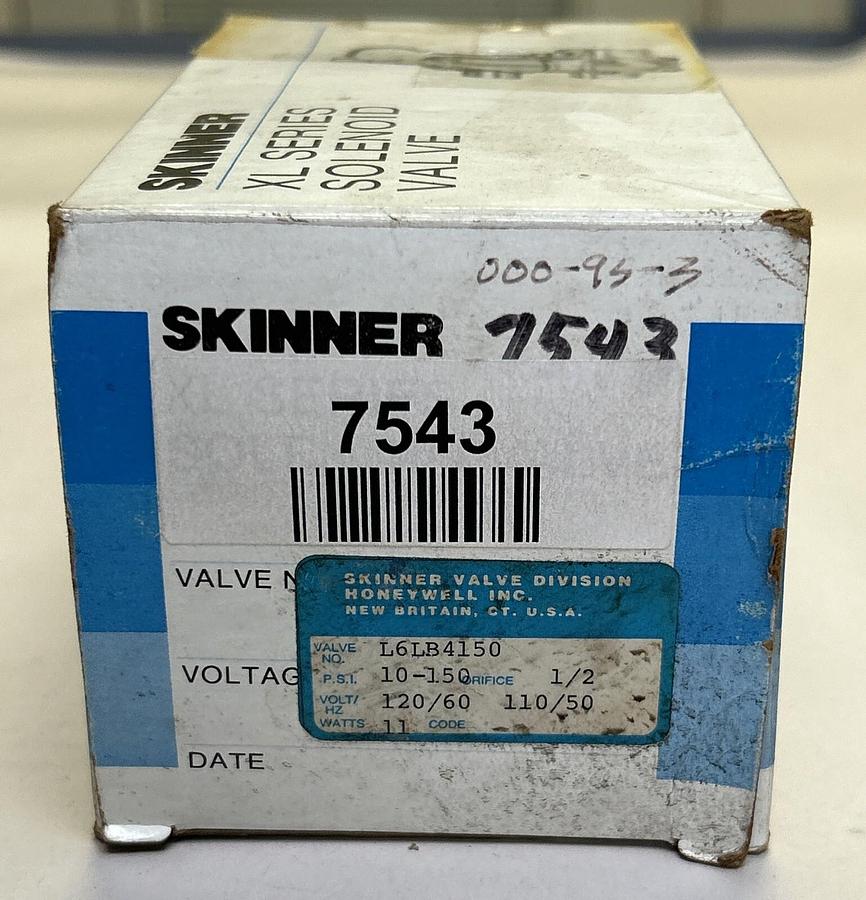 SKINNER
XL SERIES
SOLENOID
VALVE
000-95-3
SKINNER 7543
7543
VALVE N
SKINNER VALVE DIVISION
HONEYWELL INC.
NEW BRITAIN, CT. U.S.A.
VALVE NO. L6LB4150
VOLTAG
P.S.I. 10-150 ORIFICE 1/2
VOLT/HZ 120/60 110/50
WATTS 11 CODE
DATE